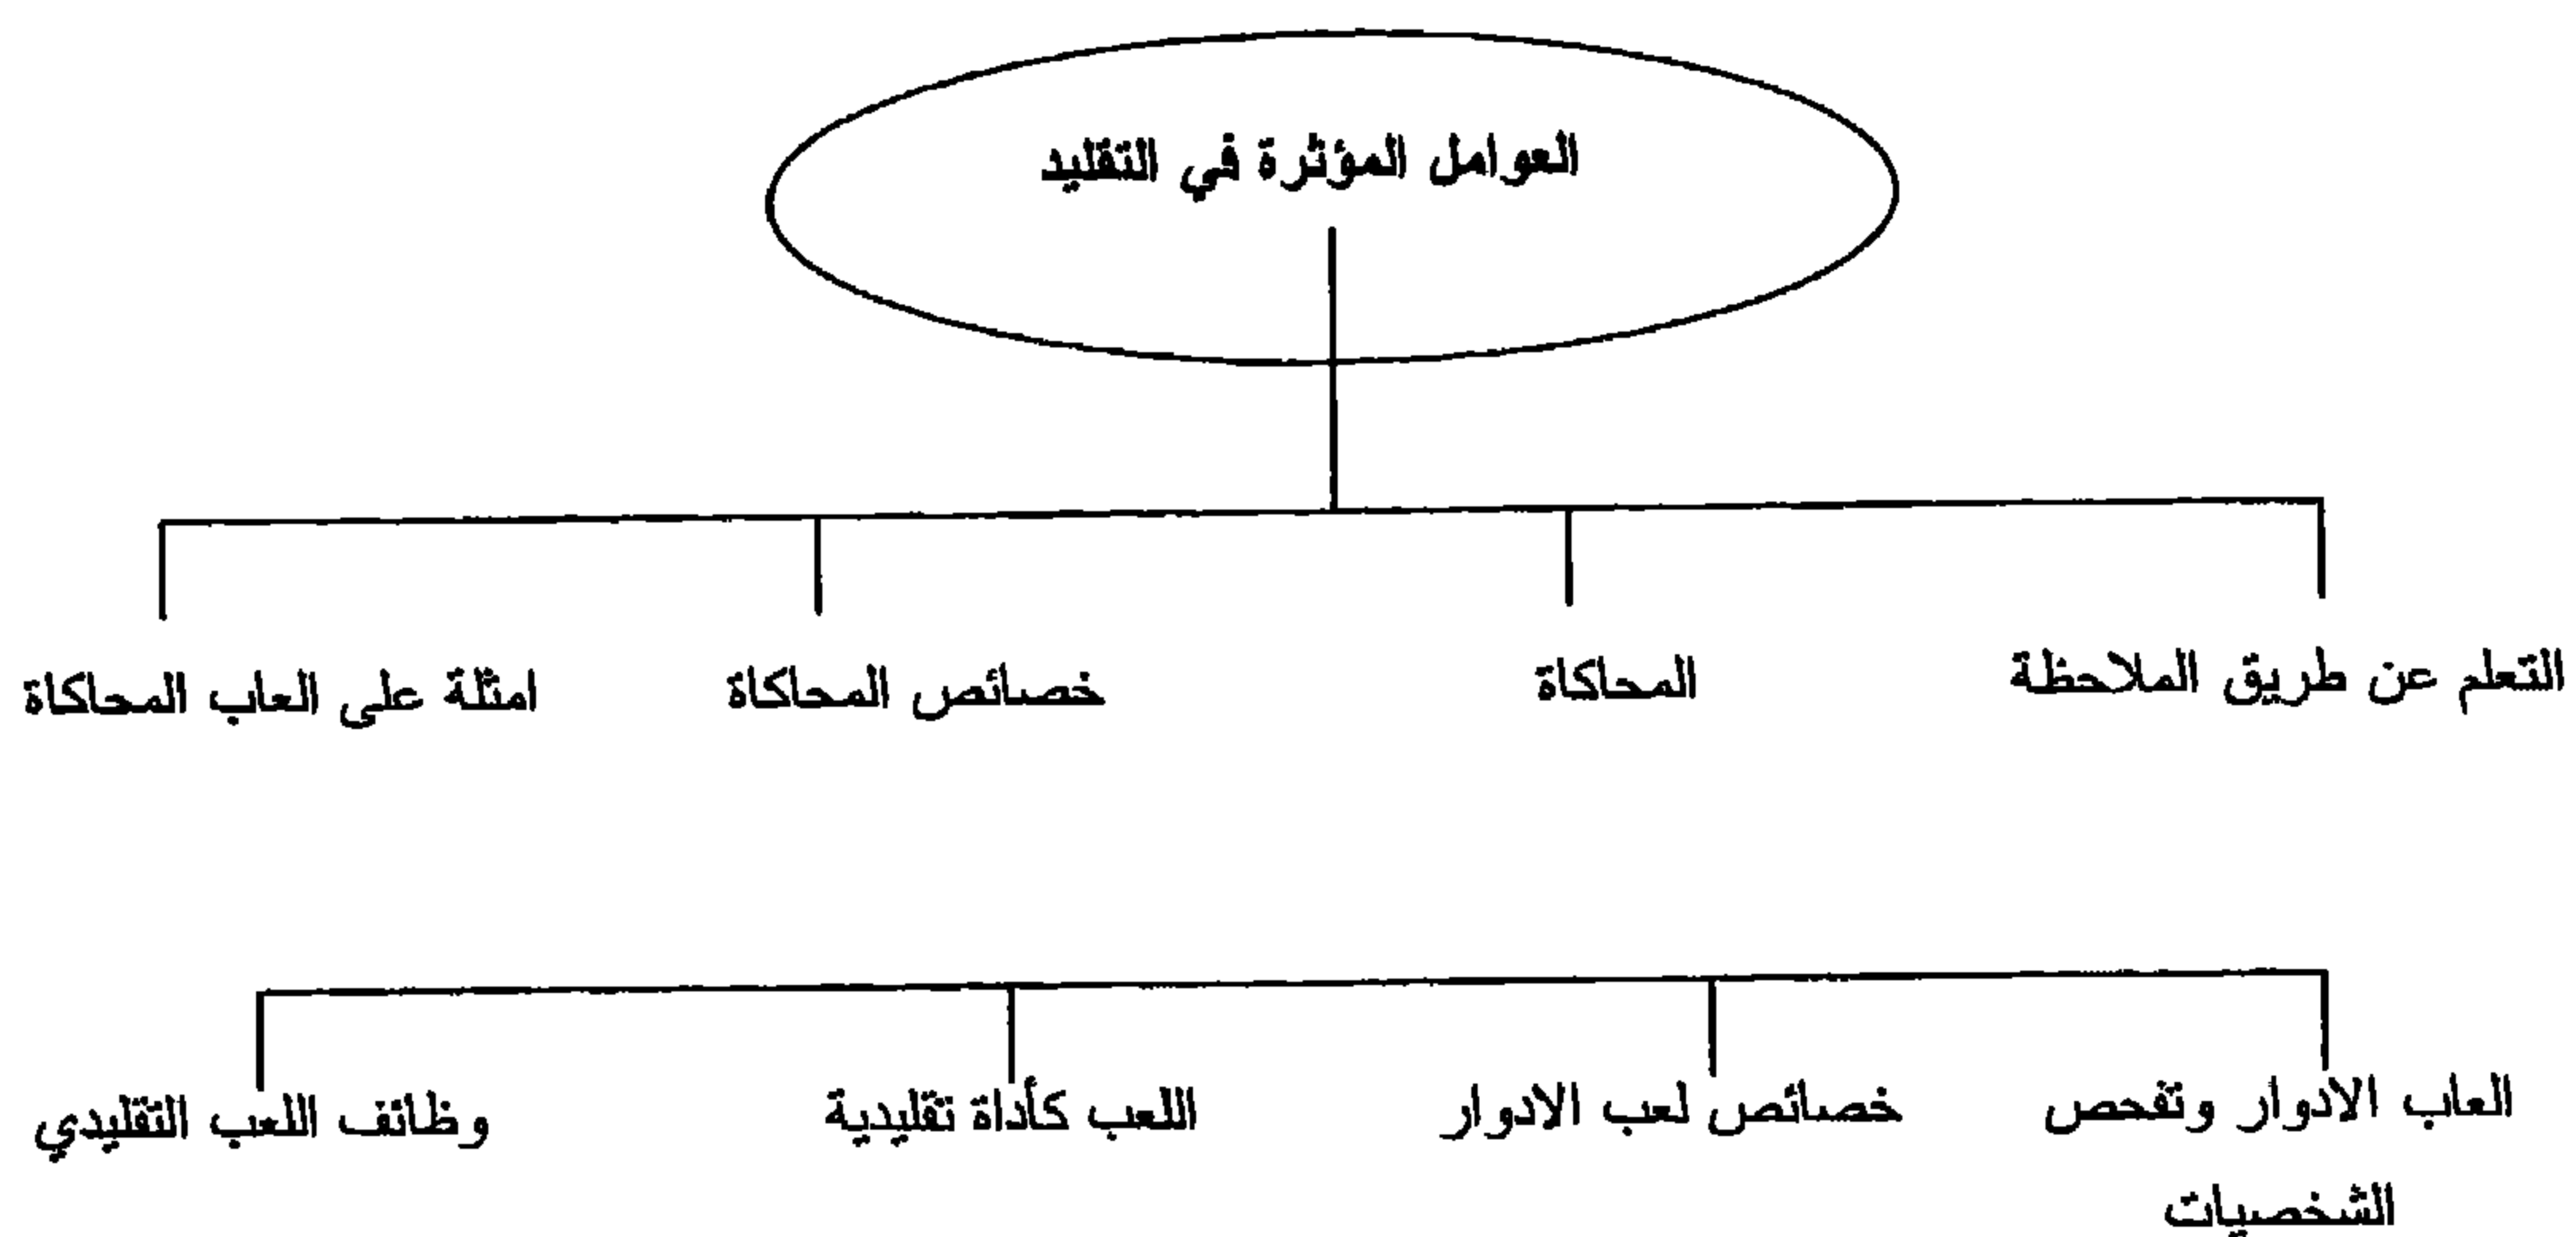 العوامل المؤثرة في التقليد
التعلم عن طريق الملاحظة
المحاكاة
خصائص المحاكاة
امثلة على العاب المحاكاة
العاب الادوار وتفحص
الشخصيات
خصائص لعب الادوار
اللعب كأداة تقليدية
وظائف اللعب التقليدي